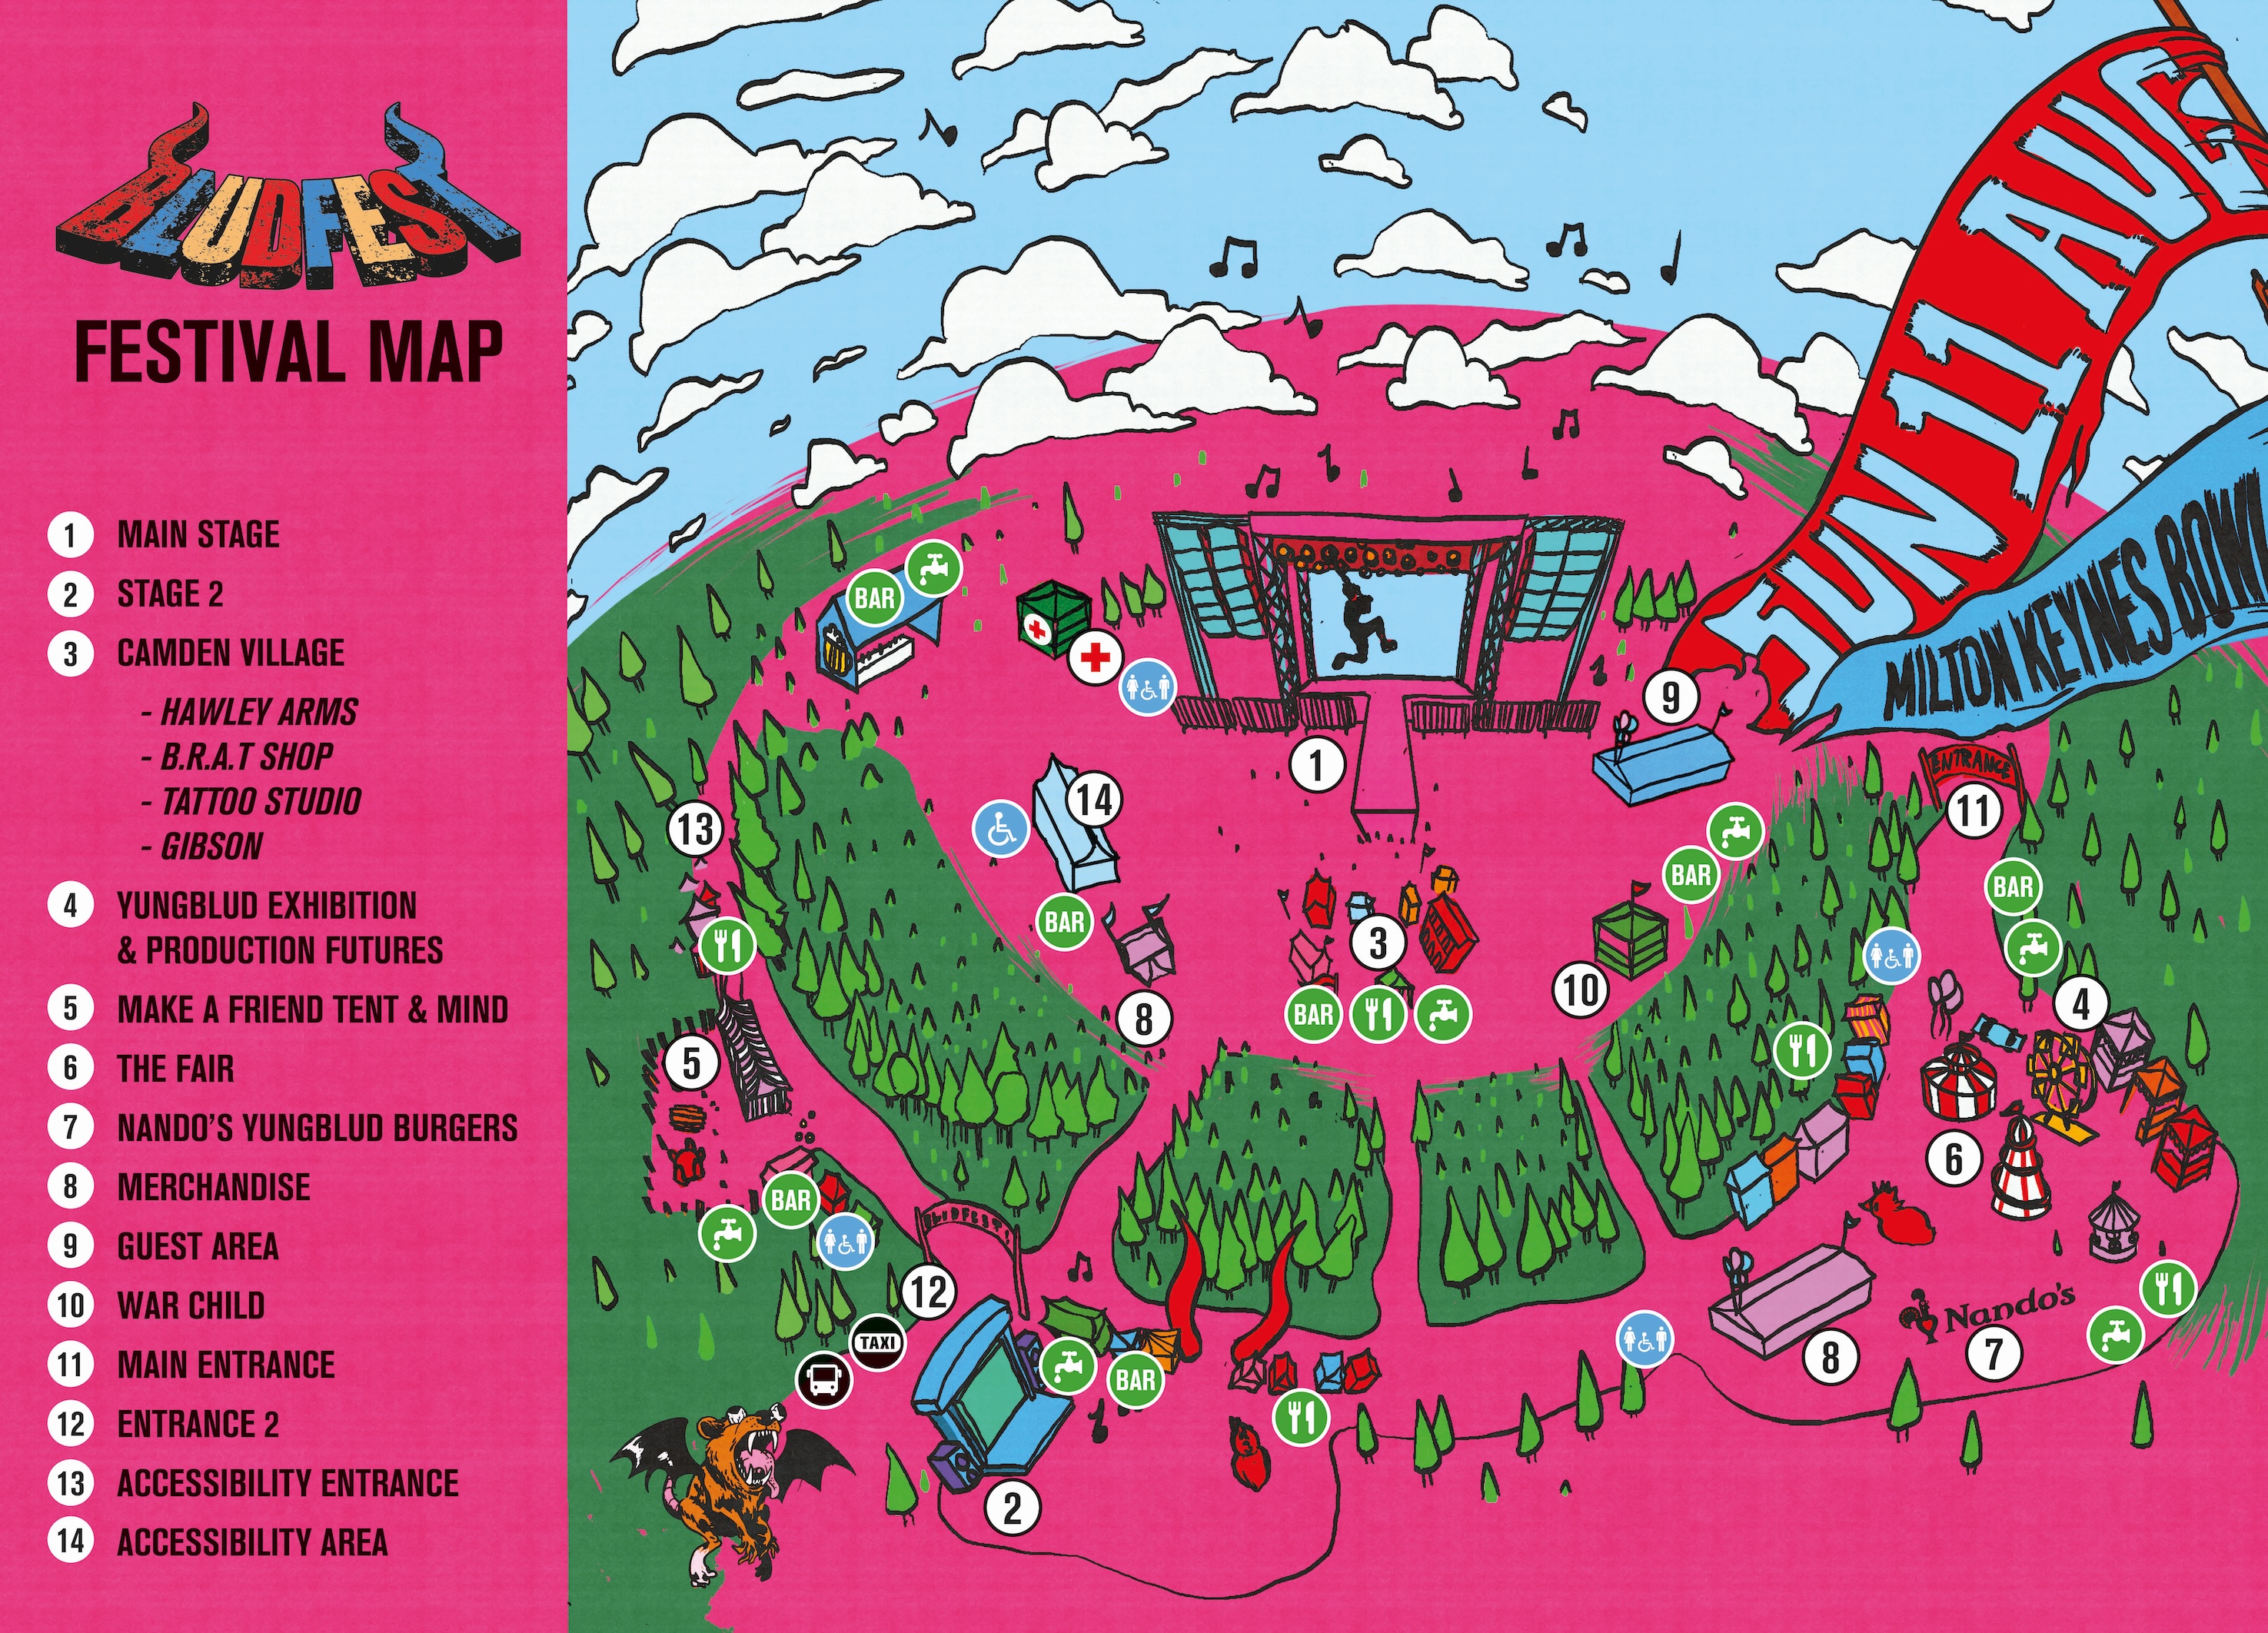 BLUDFEST
FESTIVAL MAP
1 MAIN STAGE
2 STAGE 2
3 CAMDEN VILLAGE
- HAWLEY ARMS
- B.R.A.T SHOP
- TATTOO STUDIO
- GIBSON
4 YUNGBLUD EXHIBITION
& PRODUCTION FUTURES
5 MAKE A FRIEND TENT & MIND
6 THE FAIR
7 NANDO'S YUNGBLUD BURGERS
8 MERCHANDISE
9 GUEST AREA
10 WAR CHILD
11 MAIN ENTRANCE
12 ENTRANCE 2
13 ACCESSIBILITY ENTRANCE
14 ACCESSIBILITY AREA
SUN 11 AUG
MILTON KEYNES BOWL
BAR
9
1
14
13
ENTRANCE
11
BAR
BAR
BAR
3
10
8
BAR
4
5
6
BAR
BLUDFEST
12
TAXI
BAR
Nando's
8
7
2